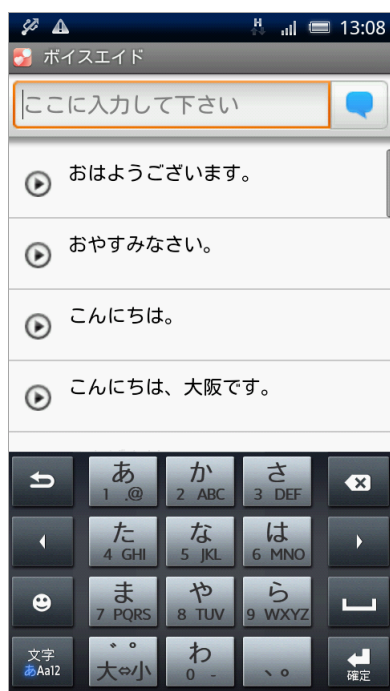 H 13:08
ボイスエイド
ここに入力して下さい
おはようございます。
おやすみなさい。
こんにちは。
こんにちは、大阪です。
あ か さ
1 .@ 2 ABC 3 DEF
た な は
4 GHI 5 JKL 6 MNO
ま や ら
7 PQRS 8 TUV 9 WXYZ
文字 ゛゜ わ 、。
あAa12 大⇔小 0 - 確定